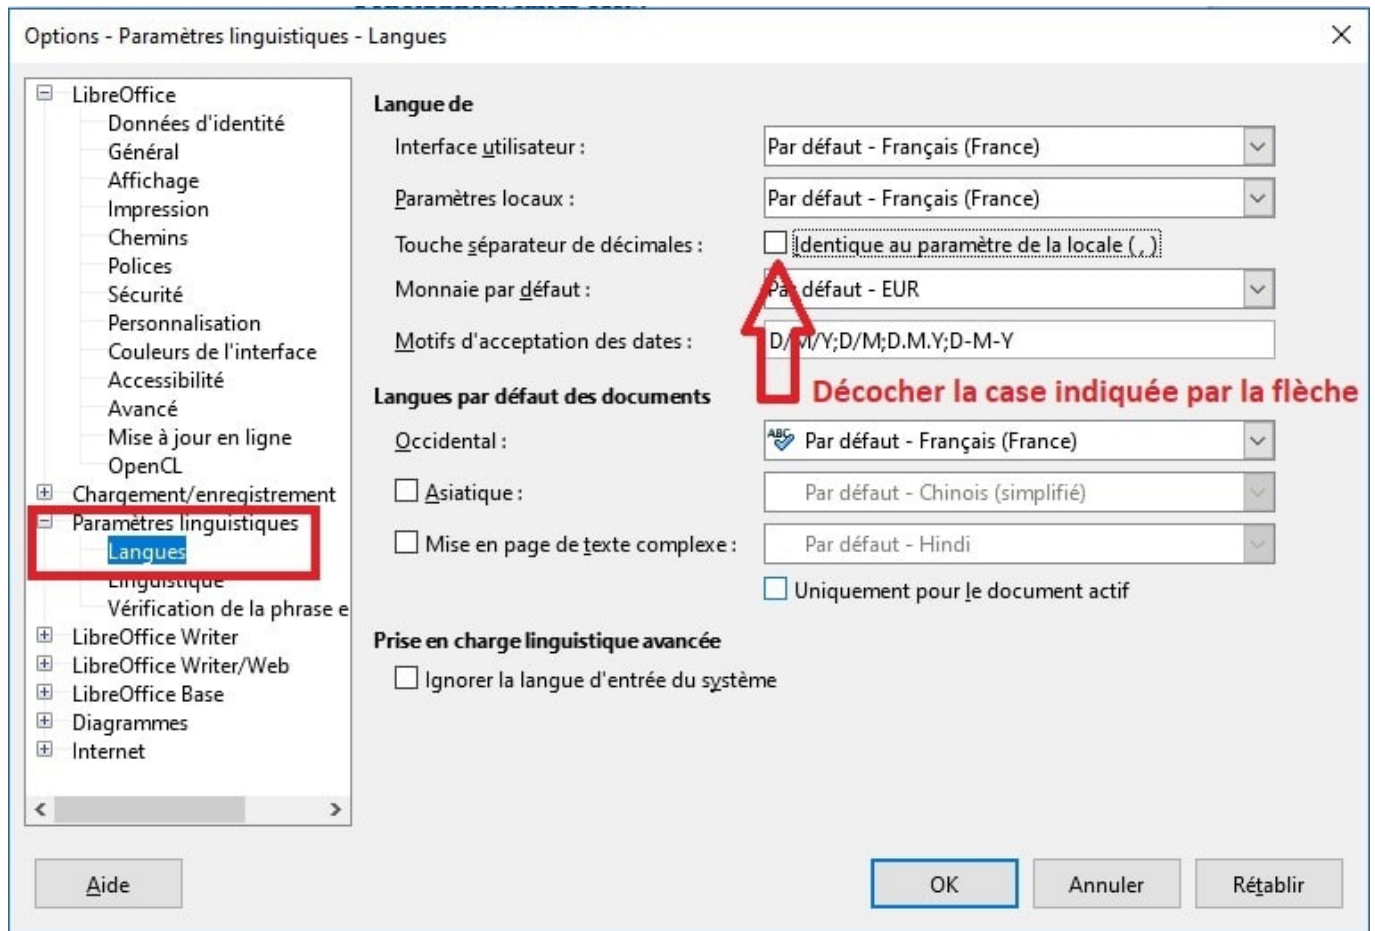 Options - Paramètres linguistiques - Langues
LibreOffice
Données d'identité
Général
Affichage
Impression
Chemins
Polices
Sécurité
Personnalisation
Couleurs de l'interface
Accessibilité
Avancé
Mise à jour en ligne
OpenCL
Chargement/enregistrement
Paramètres linguistiques
Langues
Linguistique
Vérification de la phrase e
LibreOffice Writer
LibreOffice Writer/Web
LibreOffice Base
Diagrammes
Internet
Langue de
Interface utilisateur : Par défaut - Français (France)
Paramètres locaux : Par défaut - Français (France)
Touche séparateur de décimales : Identique au paramètre de la locale ( , )
Monnaie par défaut : Par défaut - EUR
Motifs d'acceptation des dates : D/M/Y;D/M;D.M.Y;D-M-Y
Décocher la case indiquée par la flèche
Langues par défaut des documents
Occidental : ABC Par défaut - Français (France)
Asiatique : Par défaut - Chinois (simplifié)
Mise en page de texte complexe : Par défaut - Hindi
Uniquement pour le document actif
Prise en charge linguistique avancée
Ignorer la langue d'entrée du système
Aide OK Annuler Rétablir